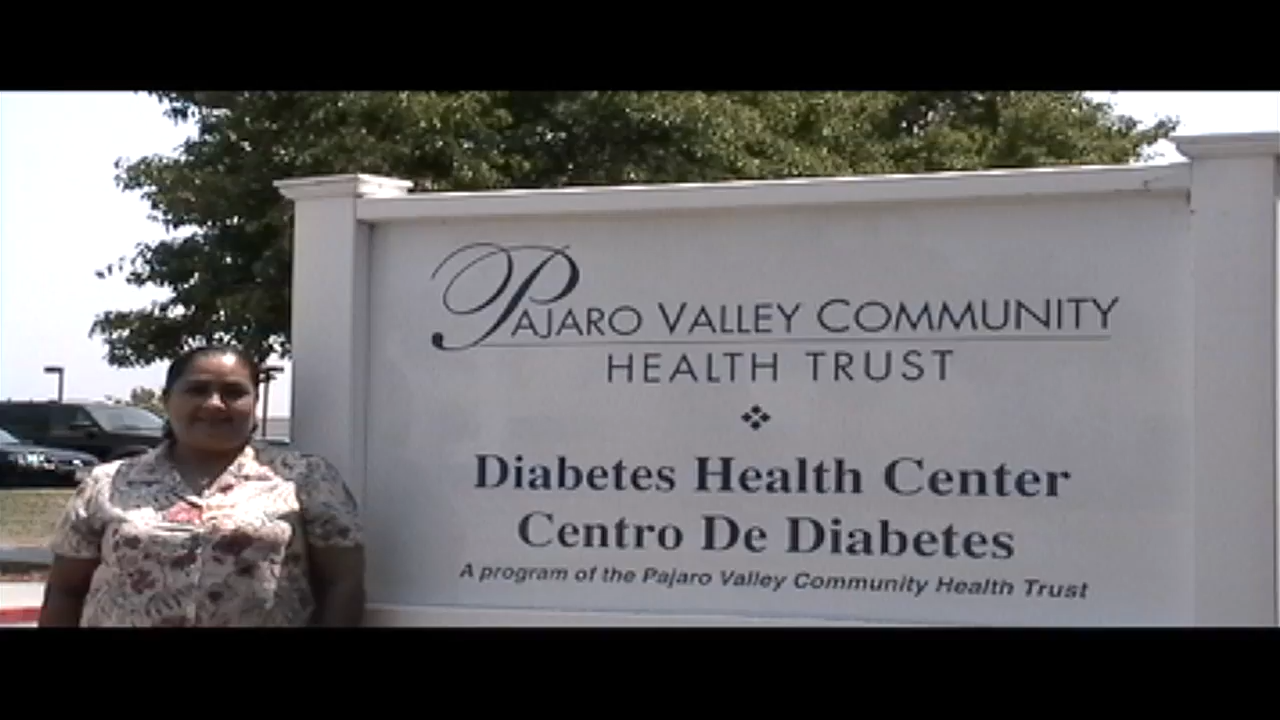 PAJARO VALLEY COMMUNITY
HEALTH TRUST
Diabetes Health Center
Centro De Diabetes
A program of the Pajaro Valley Community Health Trust